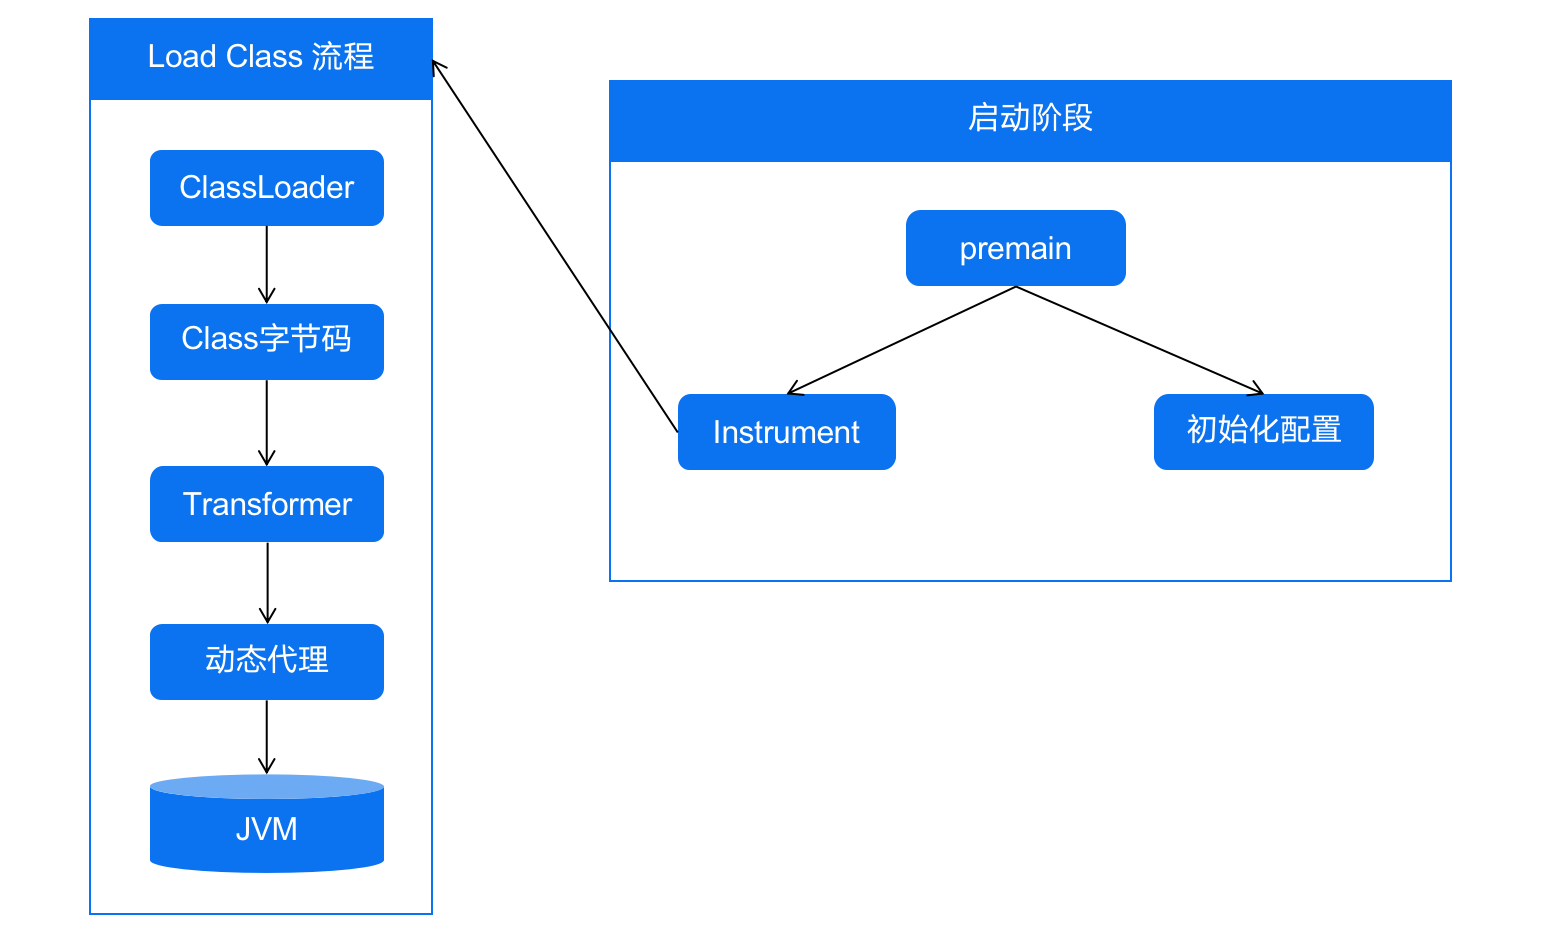 Load Class 流程
ClassLoader
Class字节码
Transformer
动态代理
JVM
启动阶段
premain
Instrument
初始化配置